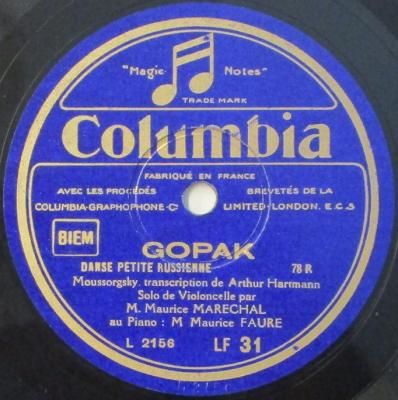 "Magic Notes"
TRADE MARK
Columbia
FABRIQUÉ EN FRANCE
AVEC LES PROCÉDÉS BREVETÉS DE LA
COLUMBIA-GRAPHOPHONE-Cº LIMITED-LONDON. E.C.S
BIEM
GOPAK
DANSE PETITE RUSSIENNE 78 R
Moussorgsky, transcription de Arthur Hartmann
Solo de Violoncelle par
M. Maurice MARECHAL
au Piano : M Maurice FAURE
L 2156 LF 31